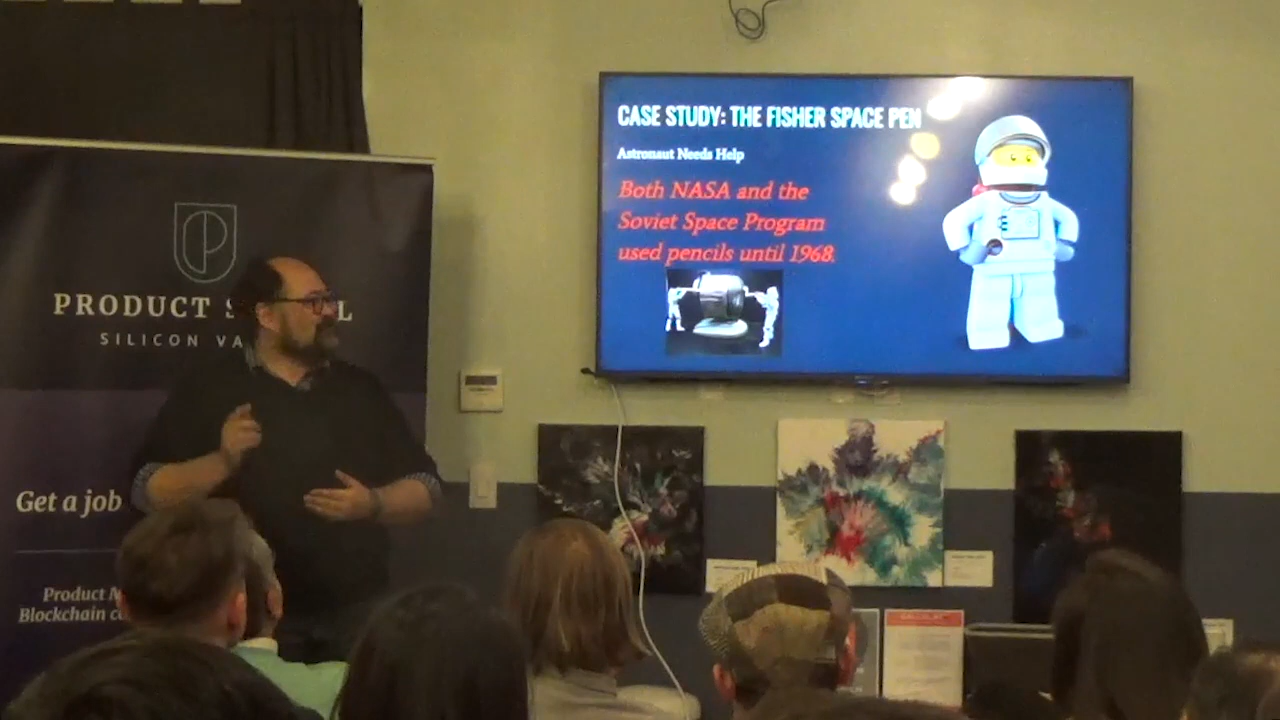 CASE STUDY: THE FISHER SPACE PEN
Astronaut Needs Help
Both NASA and the
Soviet Space Program
used pencils until 1968.
PRODUCT S L
SILICON VA
Get a job
Product M
Blockchain co